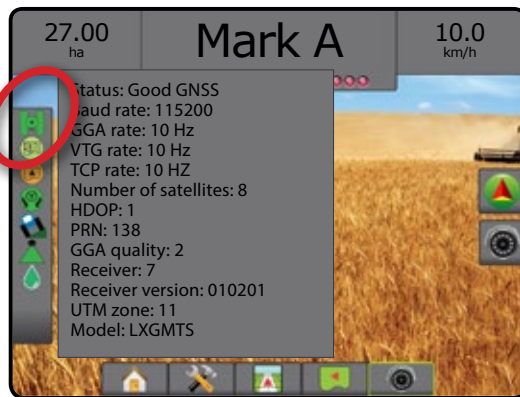 27.00
ha
Mark A
10.0
km/h
Status: Good GNSS
Baud rate: 115200
GGA rate: 10 Hz
VTG rate: 10 Hz
TCP rate: 10 HZ
Number of satellites: 8
HDOP: 1
PRN: 138
GGA quality: 2
Receiver: 7
Receiver version: 010201
UTM zone: 11
Model: LXGMTS